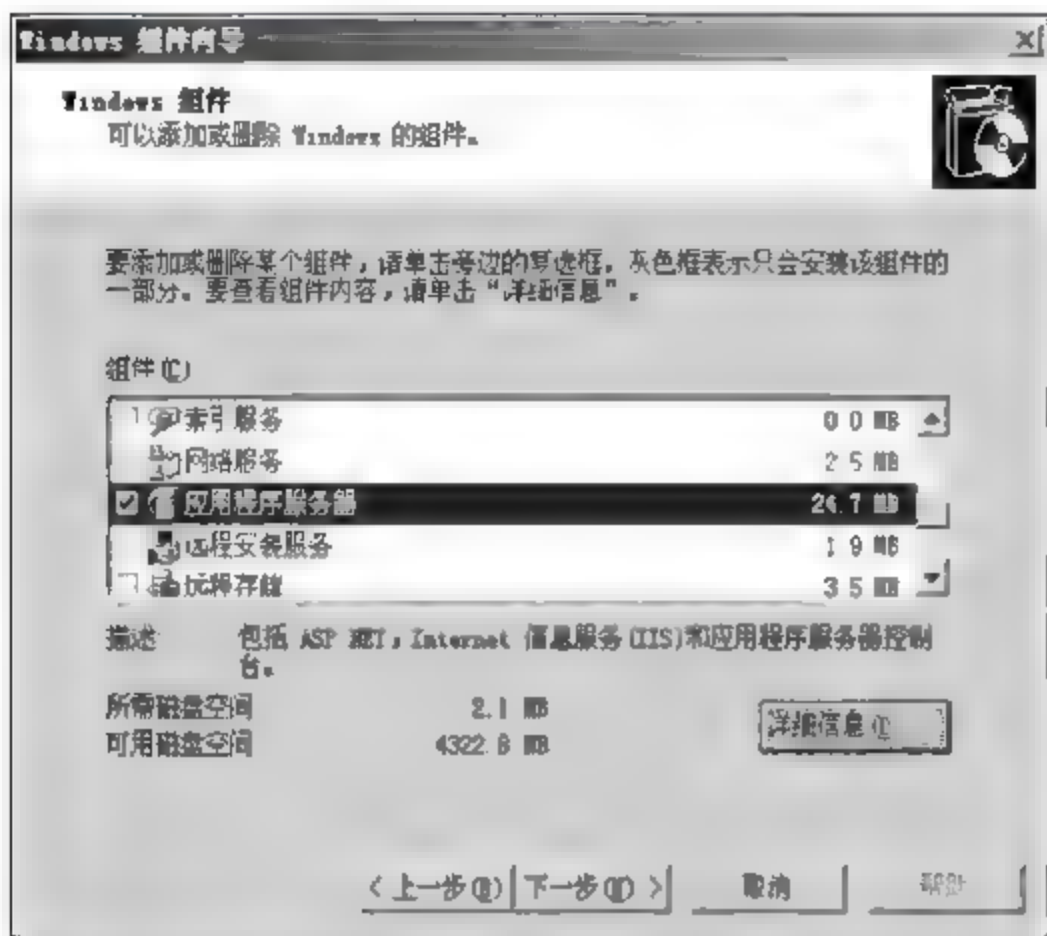 Windows 组件向导
Windows 组件
可以添加或删除 Windows 的组件。
要添加或删除某个组件，请单击旁边的复选框。灰色框表示只会安装该组件的
一部分。要查看组件内容，请单击“详细信息”。
组件(C)
索引服务 0.0 MB
网络服务 2.5 MB
应用程序服务器 24.7 MB
远程安装服务 1.9 MB
远程存储 3.5 MB
描述 包括 ASP.NET，Internet 信息服务(IIS)和应用程序服务器控制
台。
所需磁盘空间 2.1 MB
可用磁盘空间 4322.8 MB
详细信息
< 上一步(B) 下一步(N) > 取消 帮助